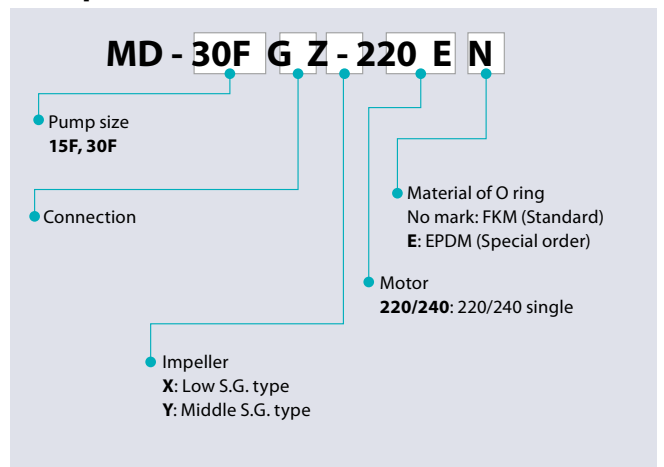 MD - 30F G Z - 220 E N
Pump size
15F, 30F
Connection
Material of O ring
No mark: FKM (Standard)
E: EPDM (Special order)
Motor
220/240: 220/240 single
Impeller
X: Low S.G. type
Y: Middle S.G. type